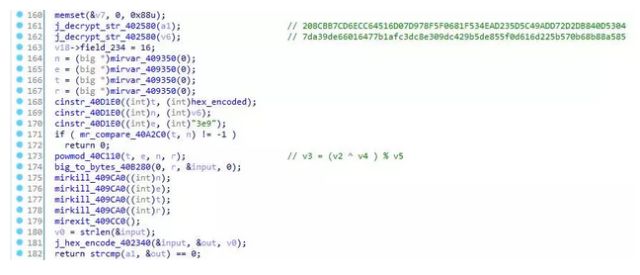 160 memset(&v7, 0, 0x88u);
161 j_decrypt_str_402580(a1); // 208CBB7CD6ECC64516D07D978F5F0681F534EAD235D5C49ADD72D2DB840D5304
162 j_decrypt_str_402580(v6); // 7da39de66016477b1afc3dc8e309dc429b5de855f0d616d225b570b68b88a585
163 v18->field_234 = 16;
164 n = (big *)mirvar_409350(0);
165 e = (big *)mirvar_409350(0);
166 t = (big *)mirvar_409350(0);
167 r = (big *)mirvar_409350(0);
168 cinstr_40D1E0((int)t, (int)hex_encoded);
169 cinstr_40D1E0((int)n, (int)v6);
170 cinstr_40D1E0((int)e, (int)"3e9");
171 if ( mr_compare_40A2C0(t, n) != -1 )
172 return 0;
173 powmod_40C110(t, e, n, r); // v3 = (v2 ^ v4 ) % v5
174 big_to_bytes_40B280(0, r, &input, 0);
175 mirkill_409CA0((int)n);
176 mirkill_409CA0((int)e);
177 mirkill_409CA0((int)t);
178 mirkill_409CA0((int)r);
179 mirexit_409CC0();
180 v0 = strlen(&input);
181 j_hex_encode_402340(&input, &out, v0);
182 return strcmp(a1, &out) == 0;